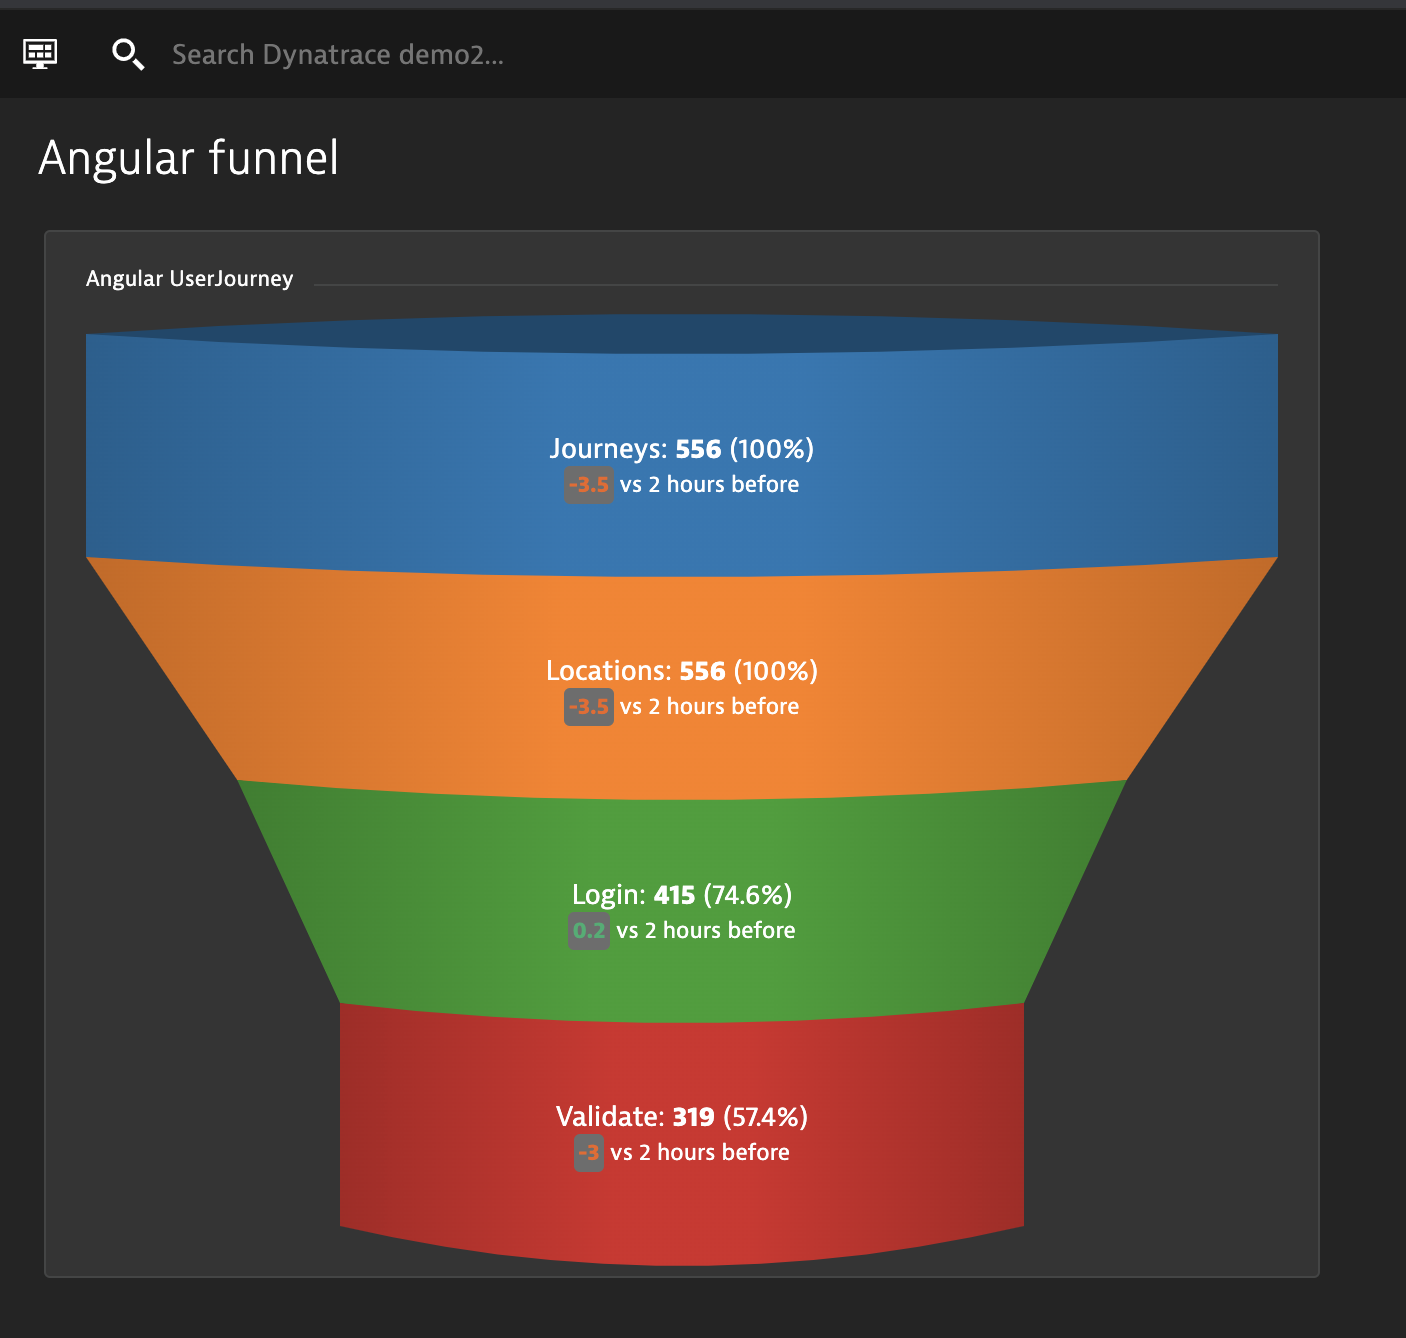 Search Dynatrace demo2...
Angular funnel
Angular UserJourney
Journeys: 556 (100%)
-3.5 vs 2 hours before
Locations: 556 (100%)
-3.5 vs 2 hours before
Login: 415 (74.6%)
0.2 vs 2 hours before
Validate: 319 (57.4%)
-3 vs 2 hours before